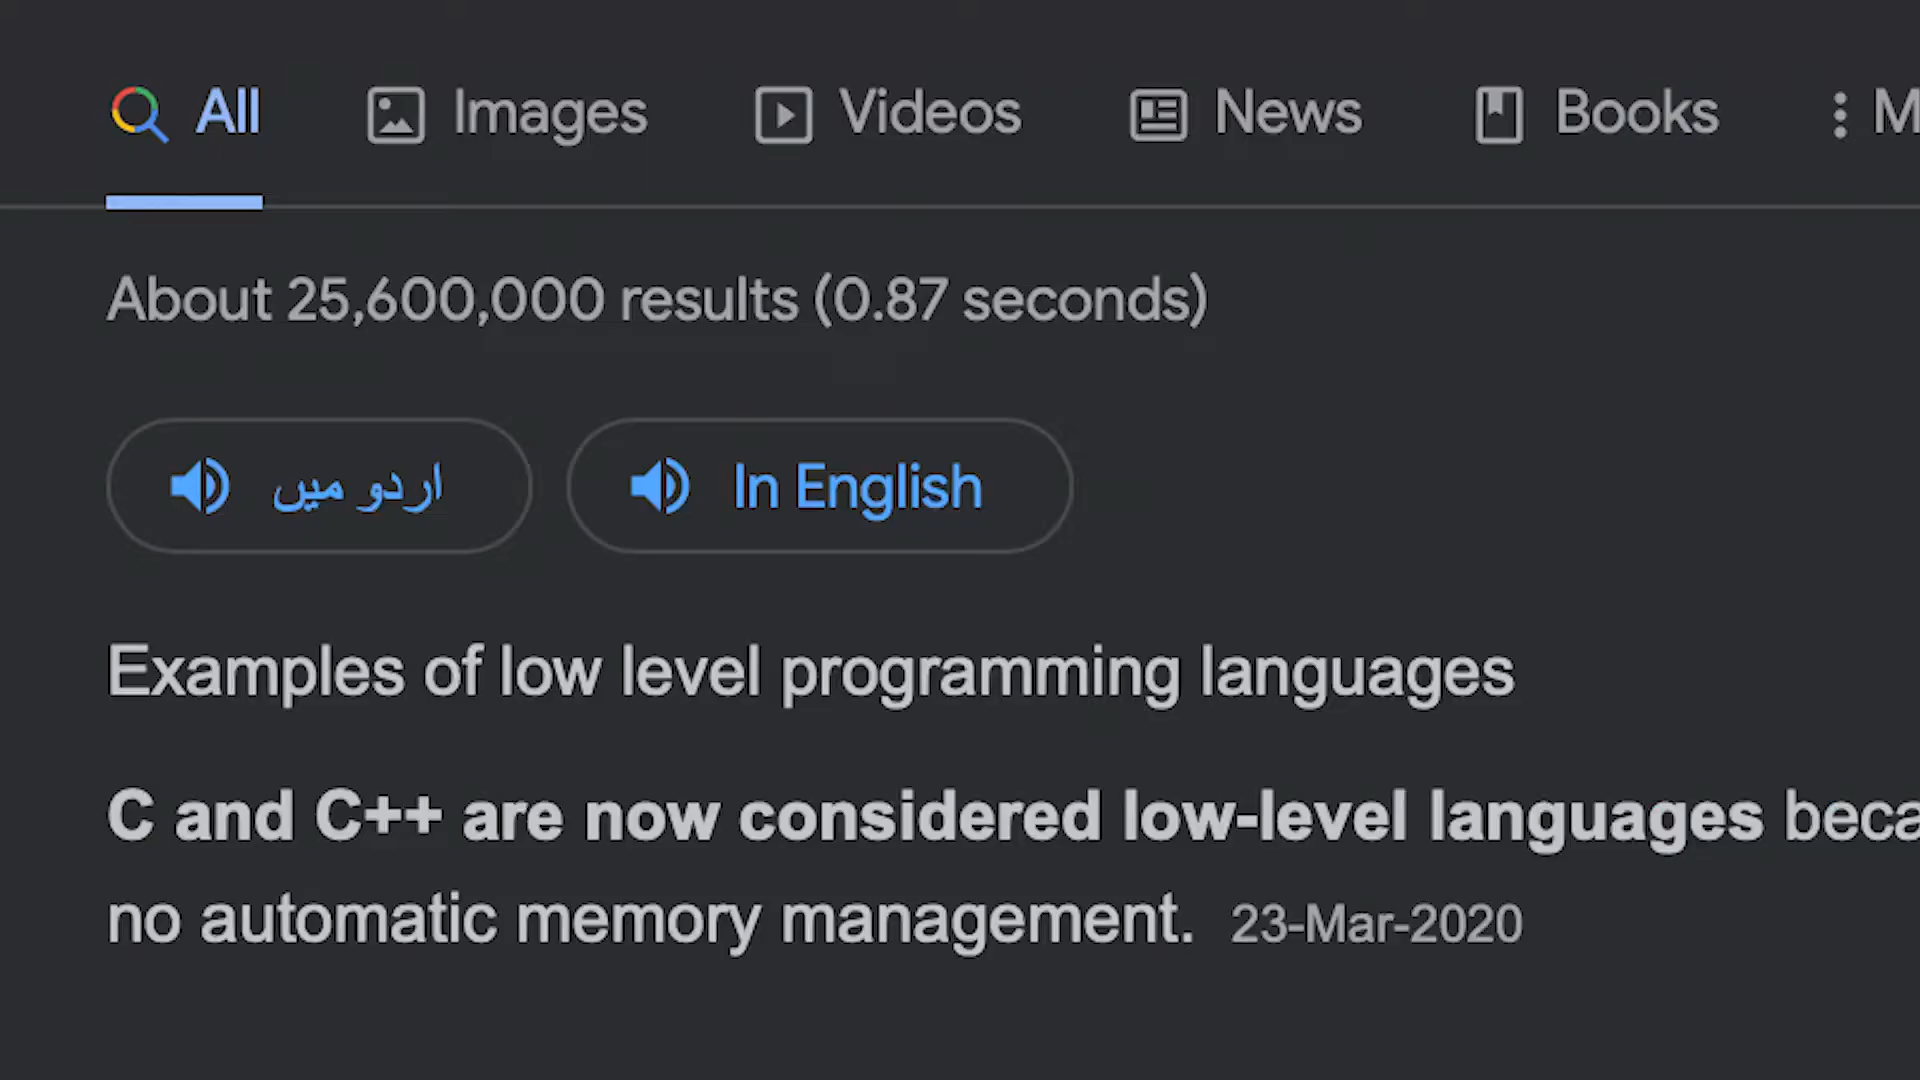 All Images Videos News Books M
About 25,600,000 results (0.87 seconds)
اردو میں In English
Examples of low level programming languages
C and C++ are now considered low-level languages beca
no automatic memory management. 23-Mar-2020